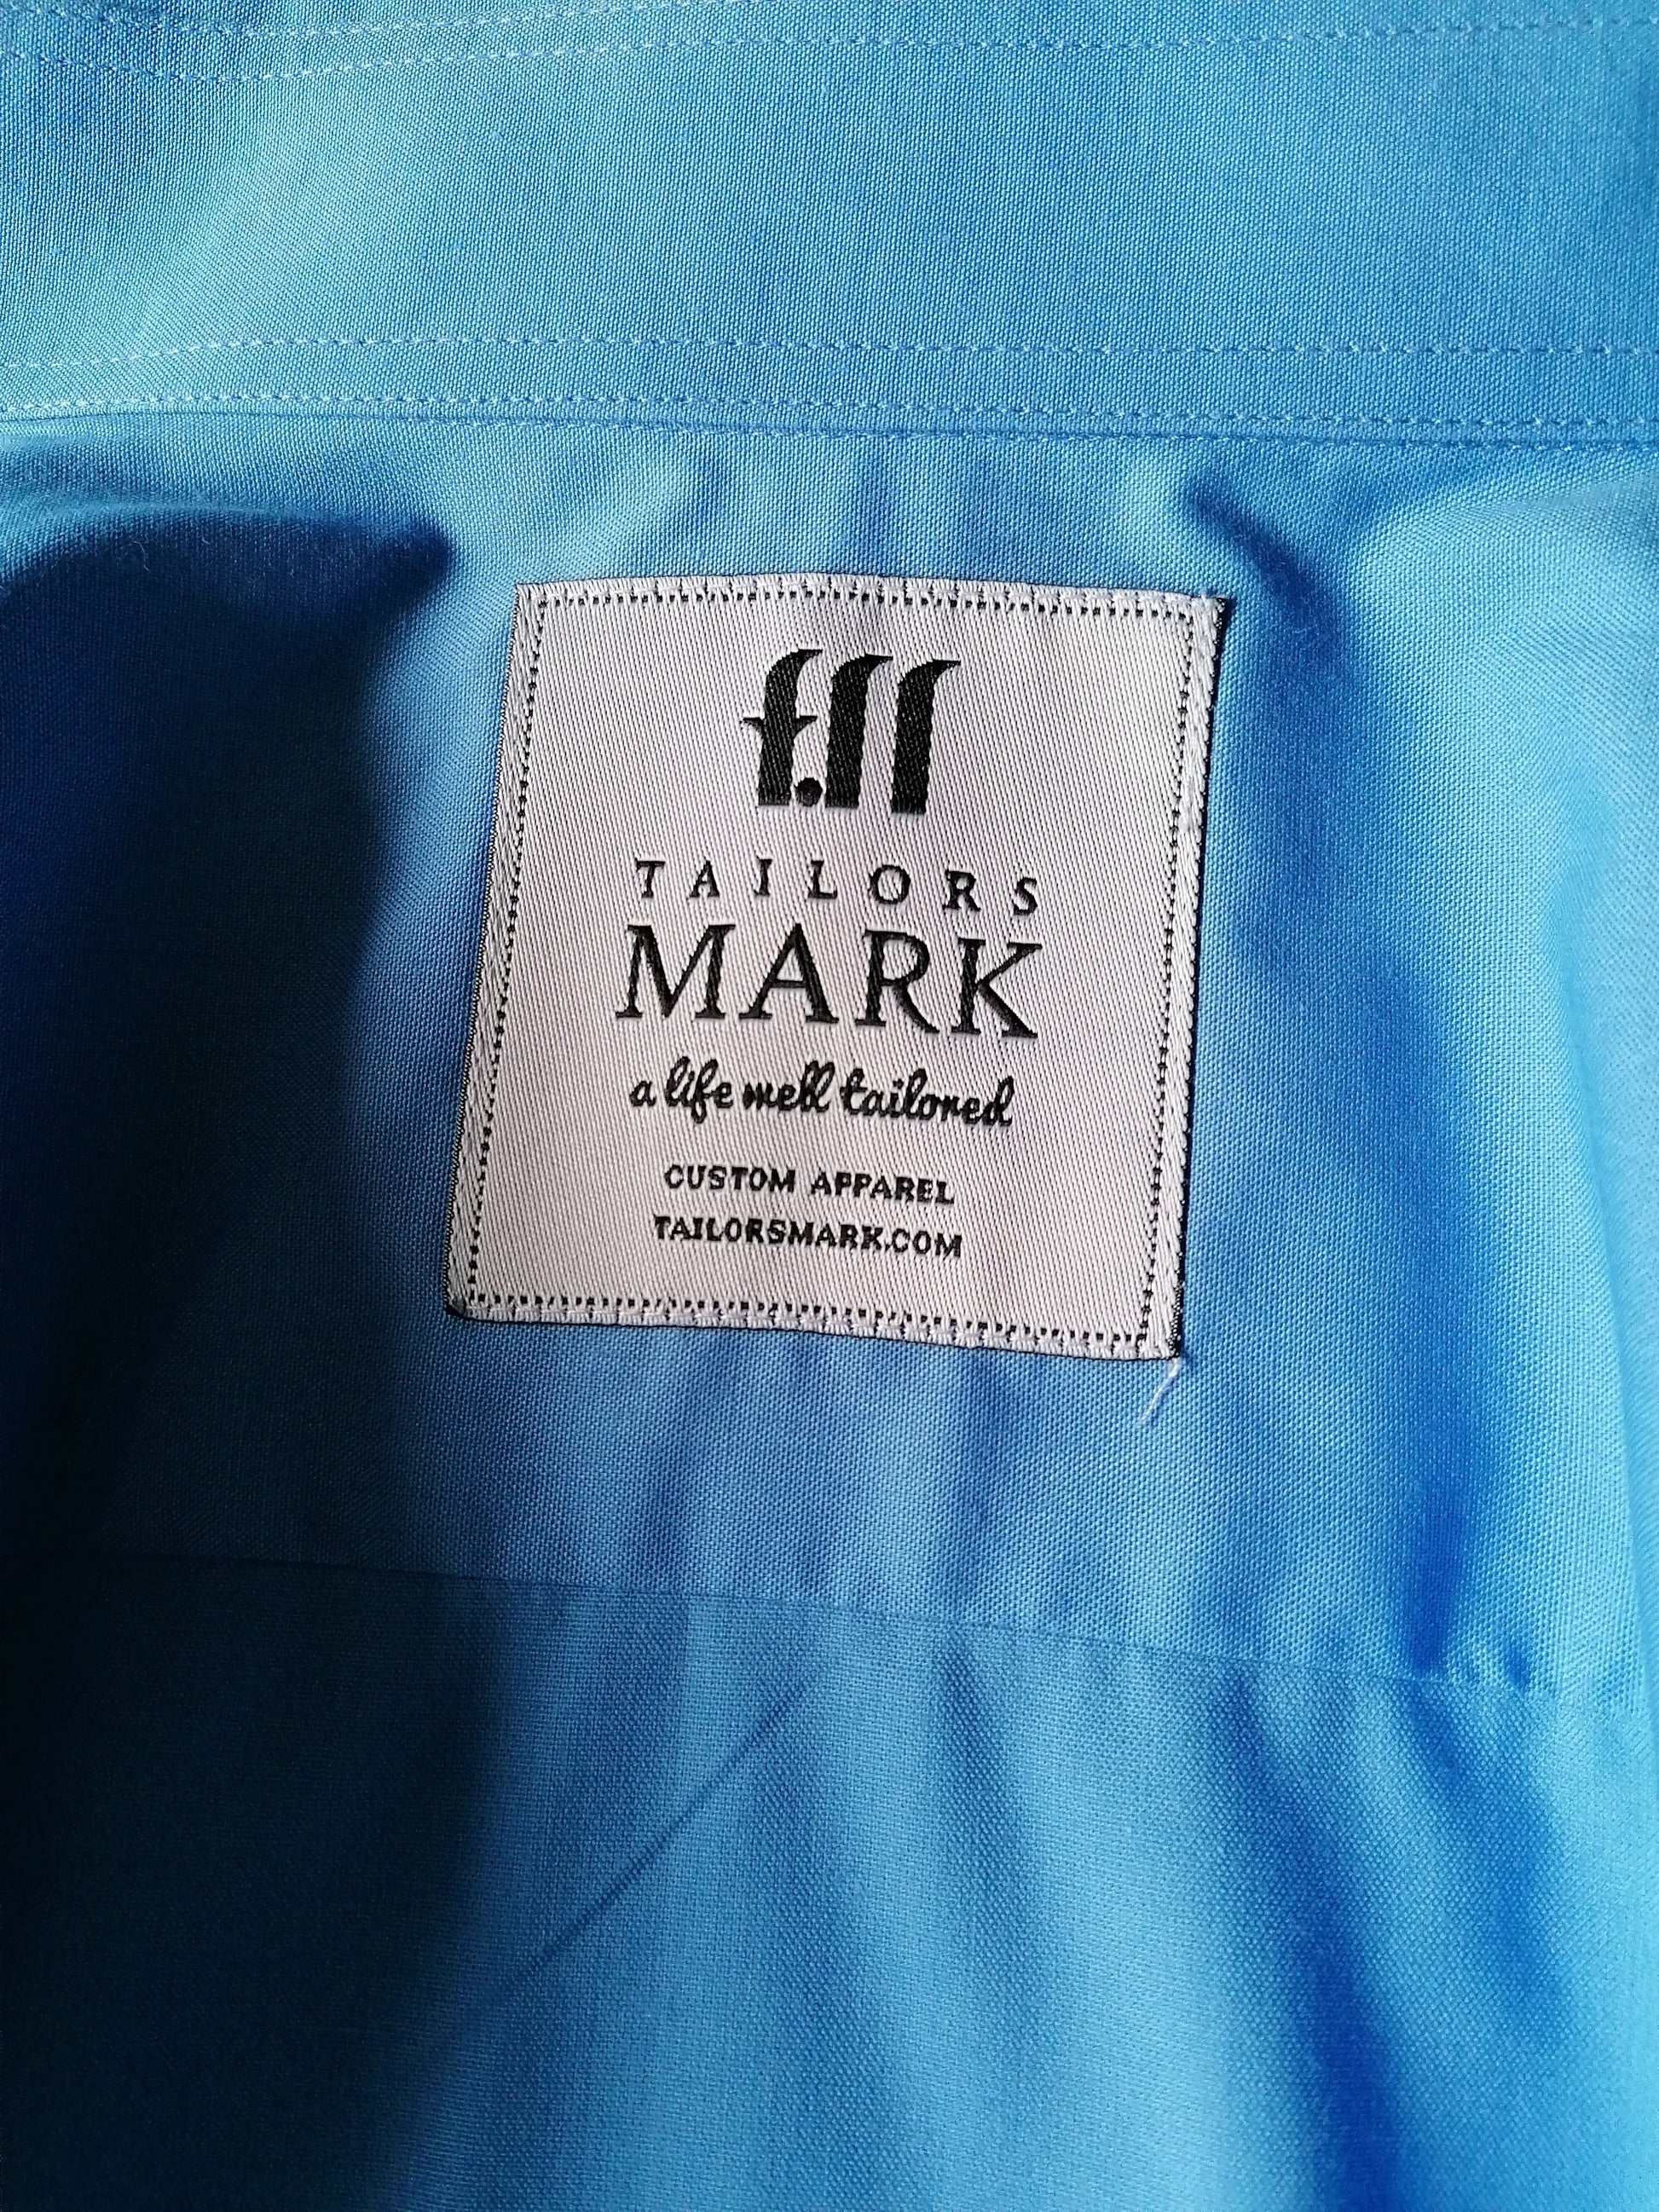 t.m
TAILORS
MARK
a life well tailored
CUSTOM APPAREL
TAILORSMARK.COM